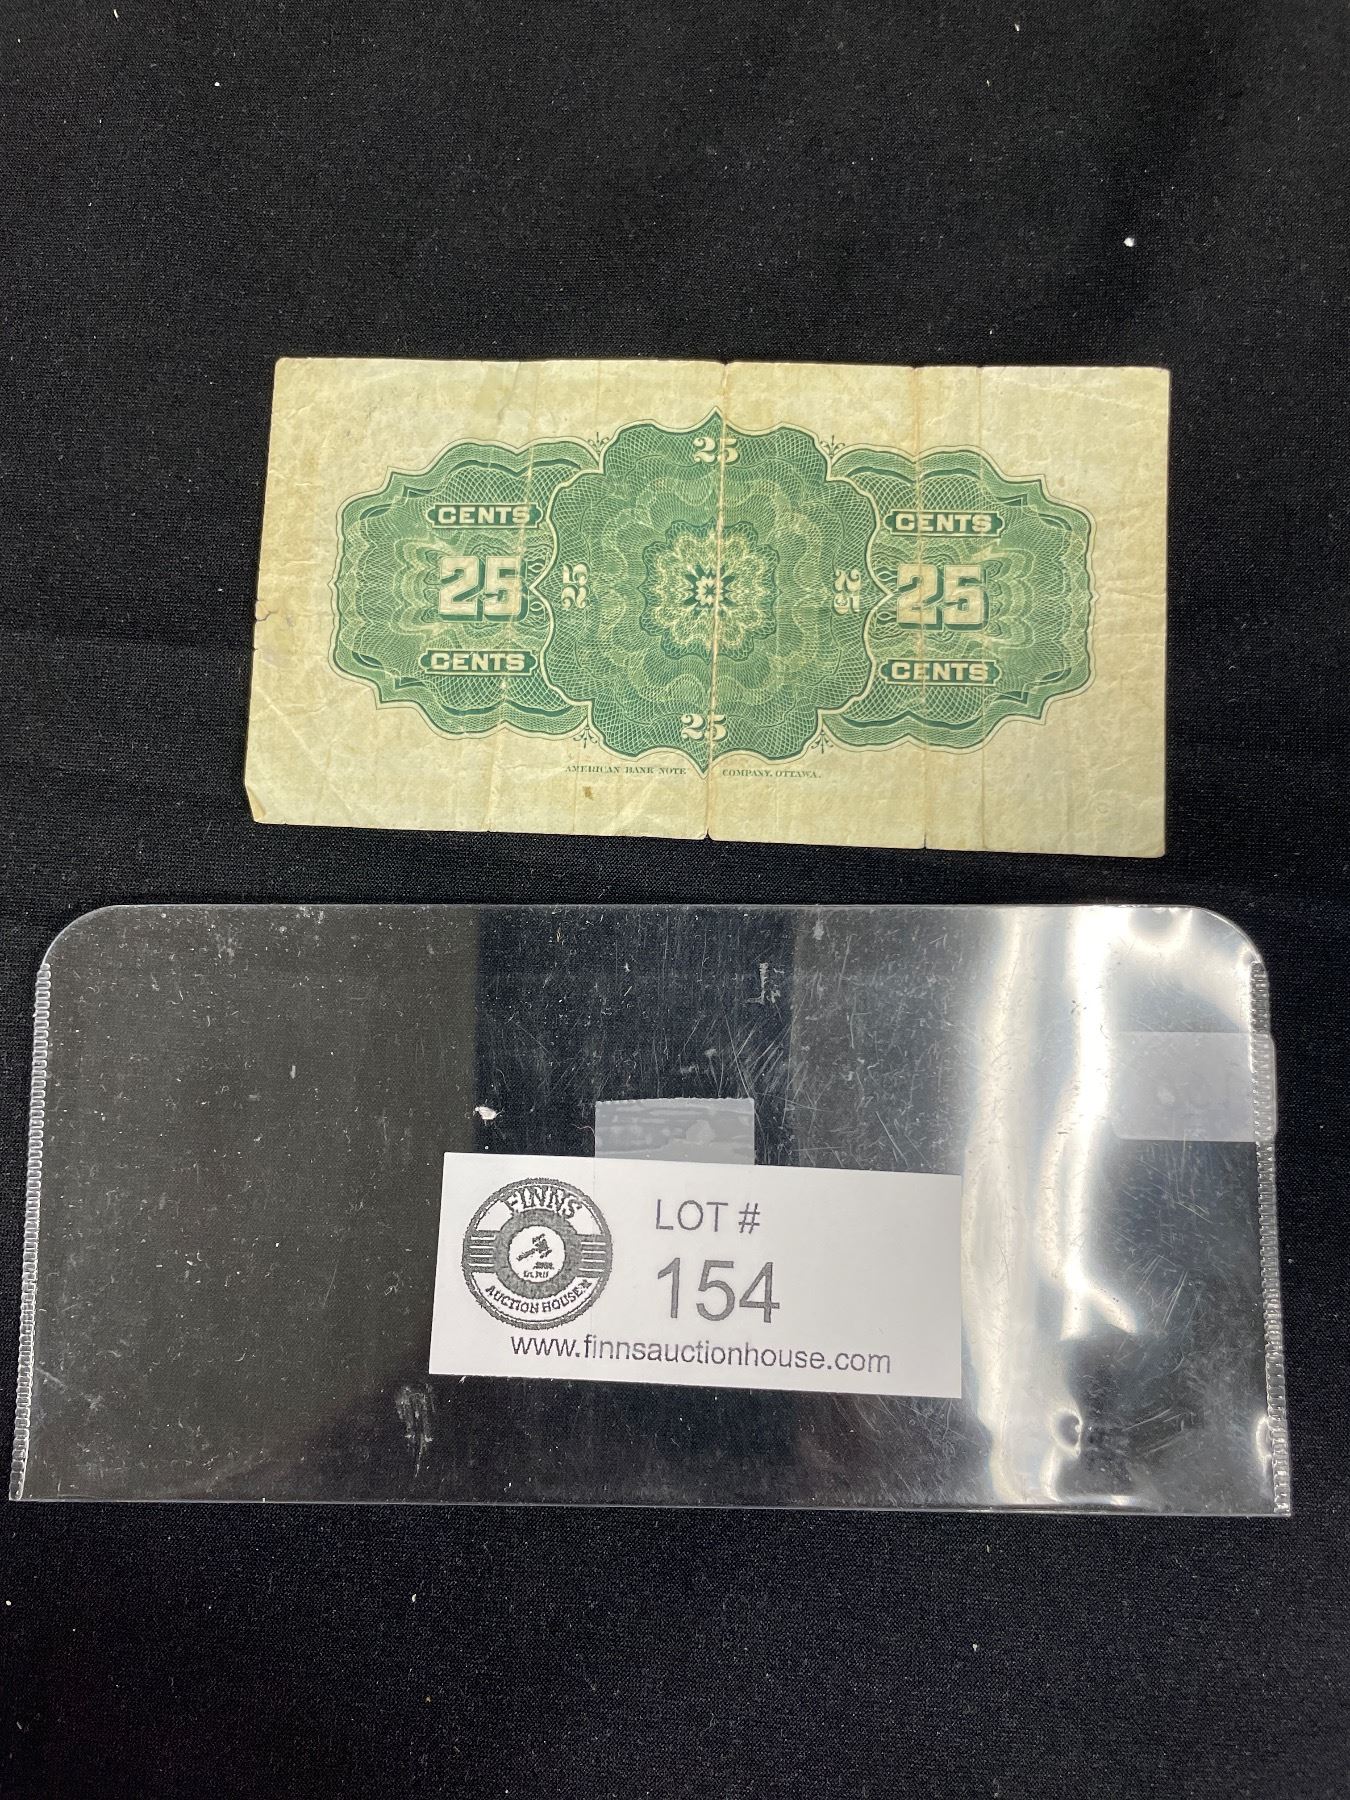 25
CENTS CENTS
25 25 25 25
CENTS CENTS
25
AMERICAN BANK NOTE COMPANY, OTTAWA.
FINNS
AUCTION HOUSE
LOT #
154
www.finnsauctionhouse.com